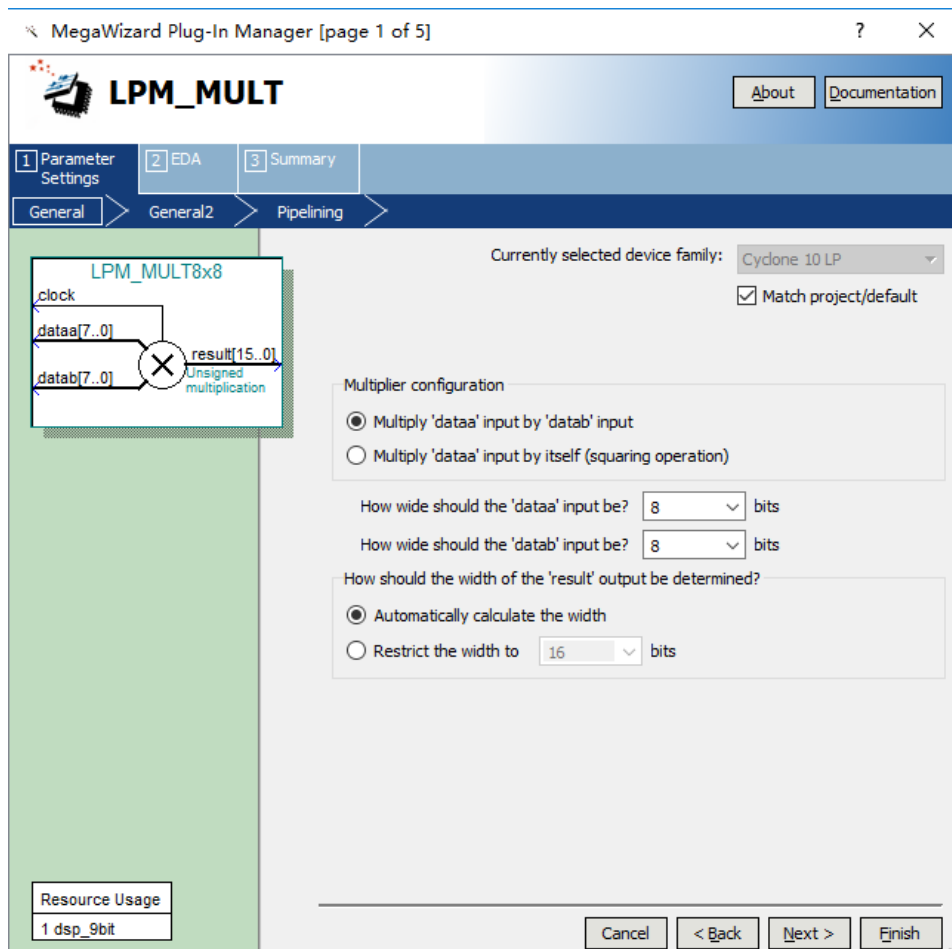 MegaWizard Plug-In Manager [page 1 of 5]
?
LPM_MULT
About
Documentation
1 Parameter Settings
2 EDA
3 Summary
General
General2
Pipelining
LPM_MULT8x8
clock
dataa[7..0]
datab[7..0]
result[15..0]
Unsigned
multiplication
Currently selected device family:
Cyclone 10 LP
Match project/default
Multiplier configuration
Multiply 'dataa' input by 'datab' input
Multiply 'dataa' input by itself (squaring operation)
How wide should the 'dataa' input be? 8 bits
How wide should the 'datab' input be? 8 bits
How should the width of the 'result' output be determined?
Automatically calculate the width
Restrict the width to 16 bits
Resource Usage
1 dsp_9bit
Cancel
< Back
Next >
Finish